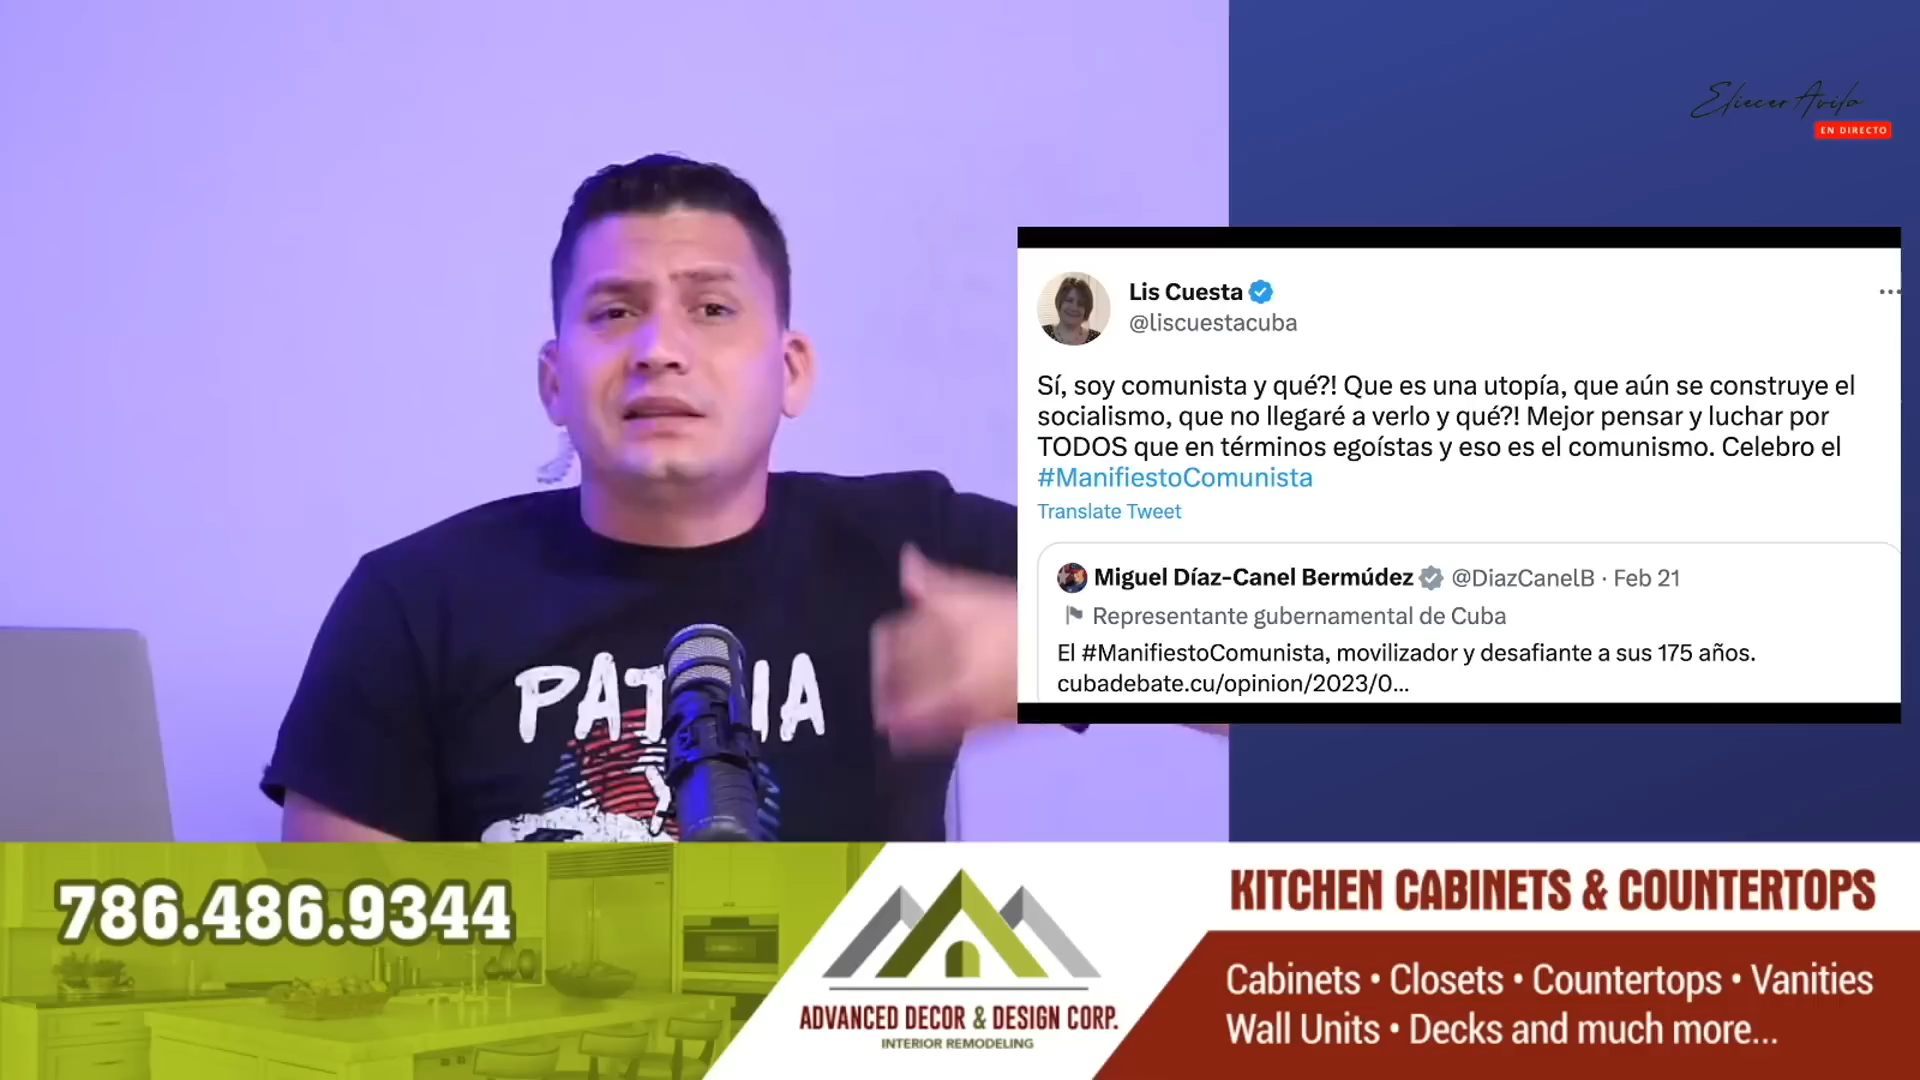 Eliecer Avila
EN DIRECTO
Lis Cuesta
@liscuestacuba
Sí, soy comunista y qué?! Que es una utopía, que aún se construye el
socialismo, que no llegaré a verlo y qué?! Mejor pensar y luchar por
TODOS que en términos egoístas y eso es el comunismo. Celebro el
#ManifiestoComunista
Translate Tweet
Miguel Díaz-Canel Bermúdez @DiazCanelB · Feb 21
Representante gubernamental de Cuba
El #ManifiestoComunista, movilizador y desafiante a sus 175 años.
cubadebate.cu/opinion/2023/0...
PAT IA
786.486.9344
ADVANCED DECOR & DESIGN CORP.
INTERIOR REMODELING
KITCHEN CABINETS & COUNTERTOPS
Cabinets • Closets • Countertops • Vanities
Wall Units • Decks and much more...